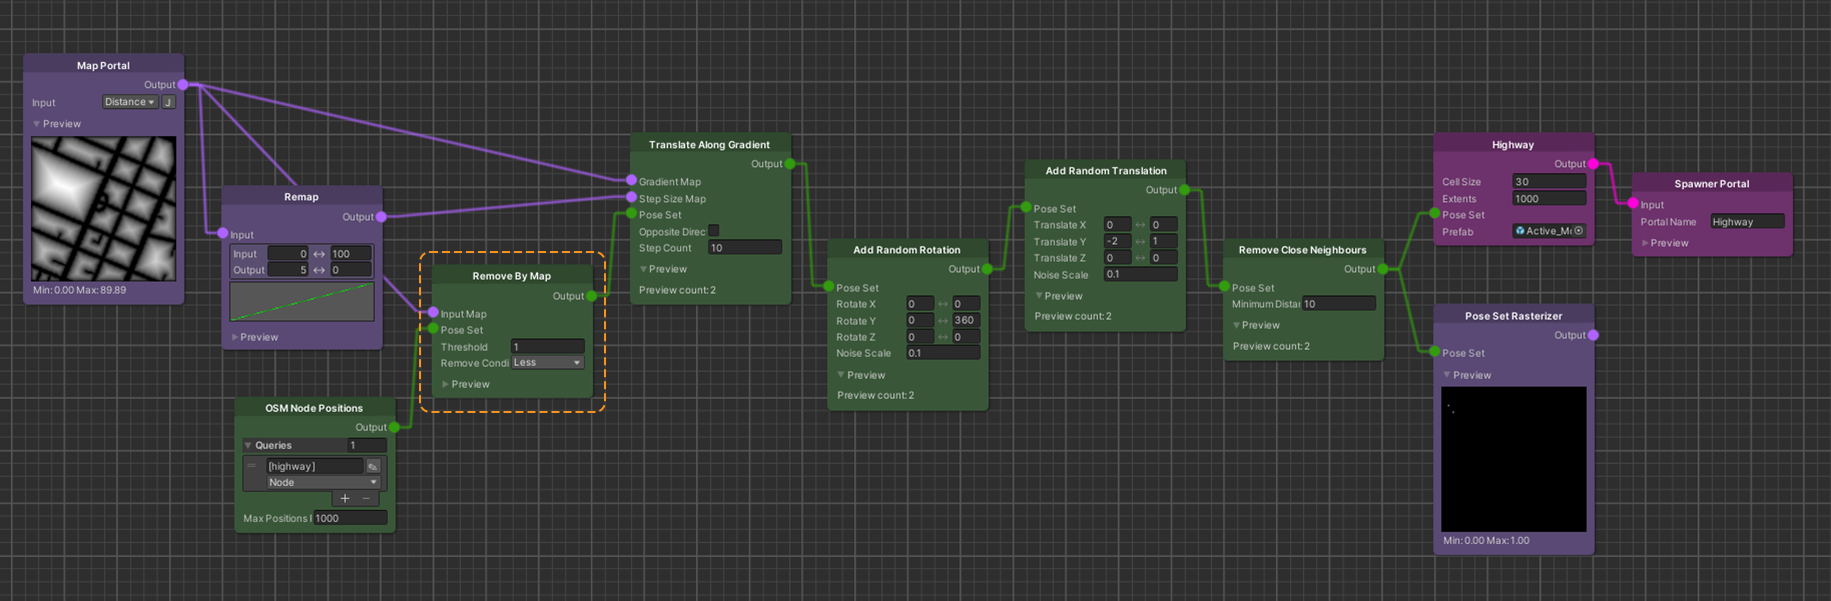 Map Portal
Output
Input Distance J
Preview
Min: 0.00 Max: 89.89
Remap
Output
Input
Input 0 100
Output 5 0
Preview
OSM Node Positions
Output
Queries 1
[highway]
Node
+ −
Max Positions 1000
Remove By Map
Output
Input Map
Pose Set
Threshold 1
Remove Condi Less
Preview
Translate Along Gradient
Output
Gradient Map
Step Size Map
Pose Set
Opposite Direc
Step Count 10
Preview
Preview count: 2
Add Random Rotation
Output
Pose Set
Rotate X 0 0
Rotate Y 0 360
Rotate Z 0 0
Noise Scale 0.1
Preview
Preview count: 2
Add Random Translation
Output
Pose Set
Translate X 0 0
Translate Y -2 1
Translate Z 0 0
Noise Scale 0.1
Preview
Preview count: 2
Remove Close Neighbours
Output
Pose Set
Minimum Distar 10
Preview
Preview count: 2
Highway
Output
Cell Size 30
Extents 1000
Pose Set
Prefab Active_Mo
Spawner Portal
Input
Portal Name Highway
Preview
Pose Set Rasterizer
Output
Pose Set
Preview
Min: 0.00 Max: 1.00